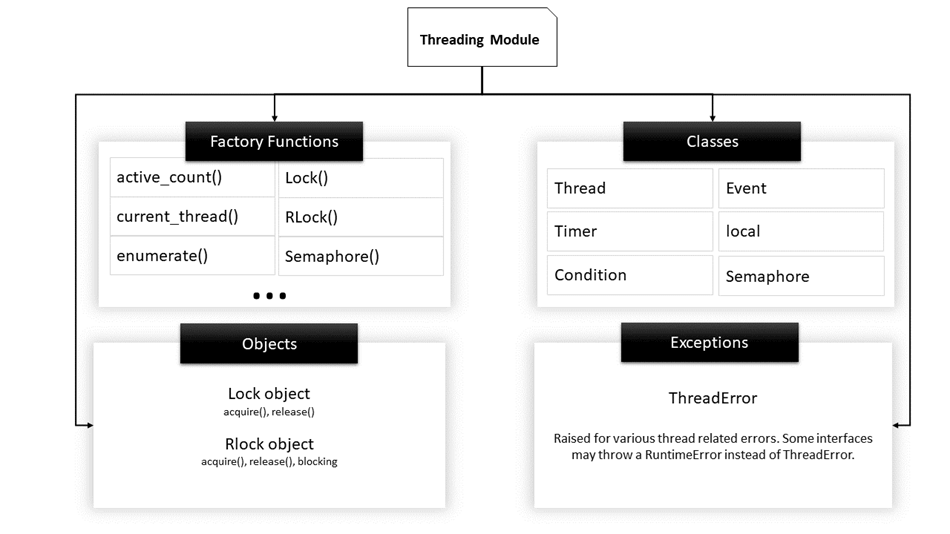 Threading Module
Factory Functions
active_count()
Lock()
current_thread()
RLock()
enumerate()
Semaphore()
...
Classes
Thread
Event
Timer
local
Condition
Semaphore
Objects
Lock object
acquire(), release()
Rlock object
acquire(), release(), blocking
Exceptions
ThreadError
Raised for various thread related errors. Some interfaces
may throw a RuntimeError instead of ThreadError.